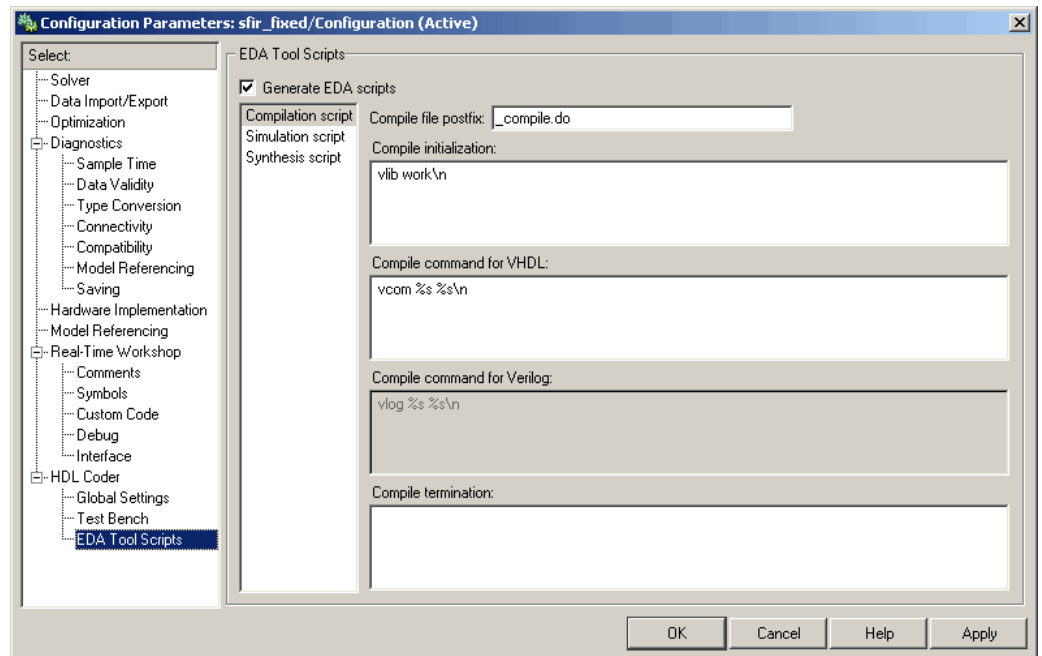 Configuration Parameters: sfir_fixed/Configuration (Active)
Select:
Solver
Data Import/Export
Optimization
Diagnostics
Sample Time
Data Validity
Type Conversion
Connectivity
Compatibility
Model Referencing
Saving
Hardware Implementation
Model Referencing
Real-Time Workshop
Comments
Symbols
Custom Code
Debug
Interface
HDL Coder
Global Settings
Test Bench
EDA Tool Scripts
EDA Tool Scripts
Generate EDA scripts
Compilation script
Simulation script
Synthesis script
Compile file postfix: _compile.do
Compile initialization:
vlib work\n
Compile command for VHDL:
vcom %s %s\n
Compile command for Verilog:
vlog %s %s\n
Compile termination:
OK Cancel Help Apply